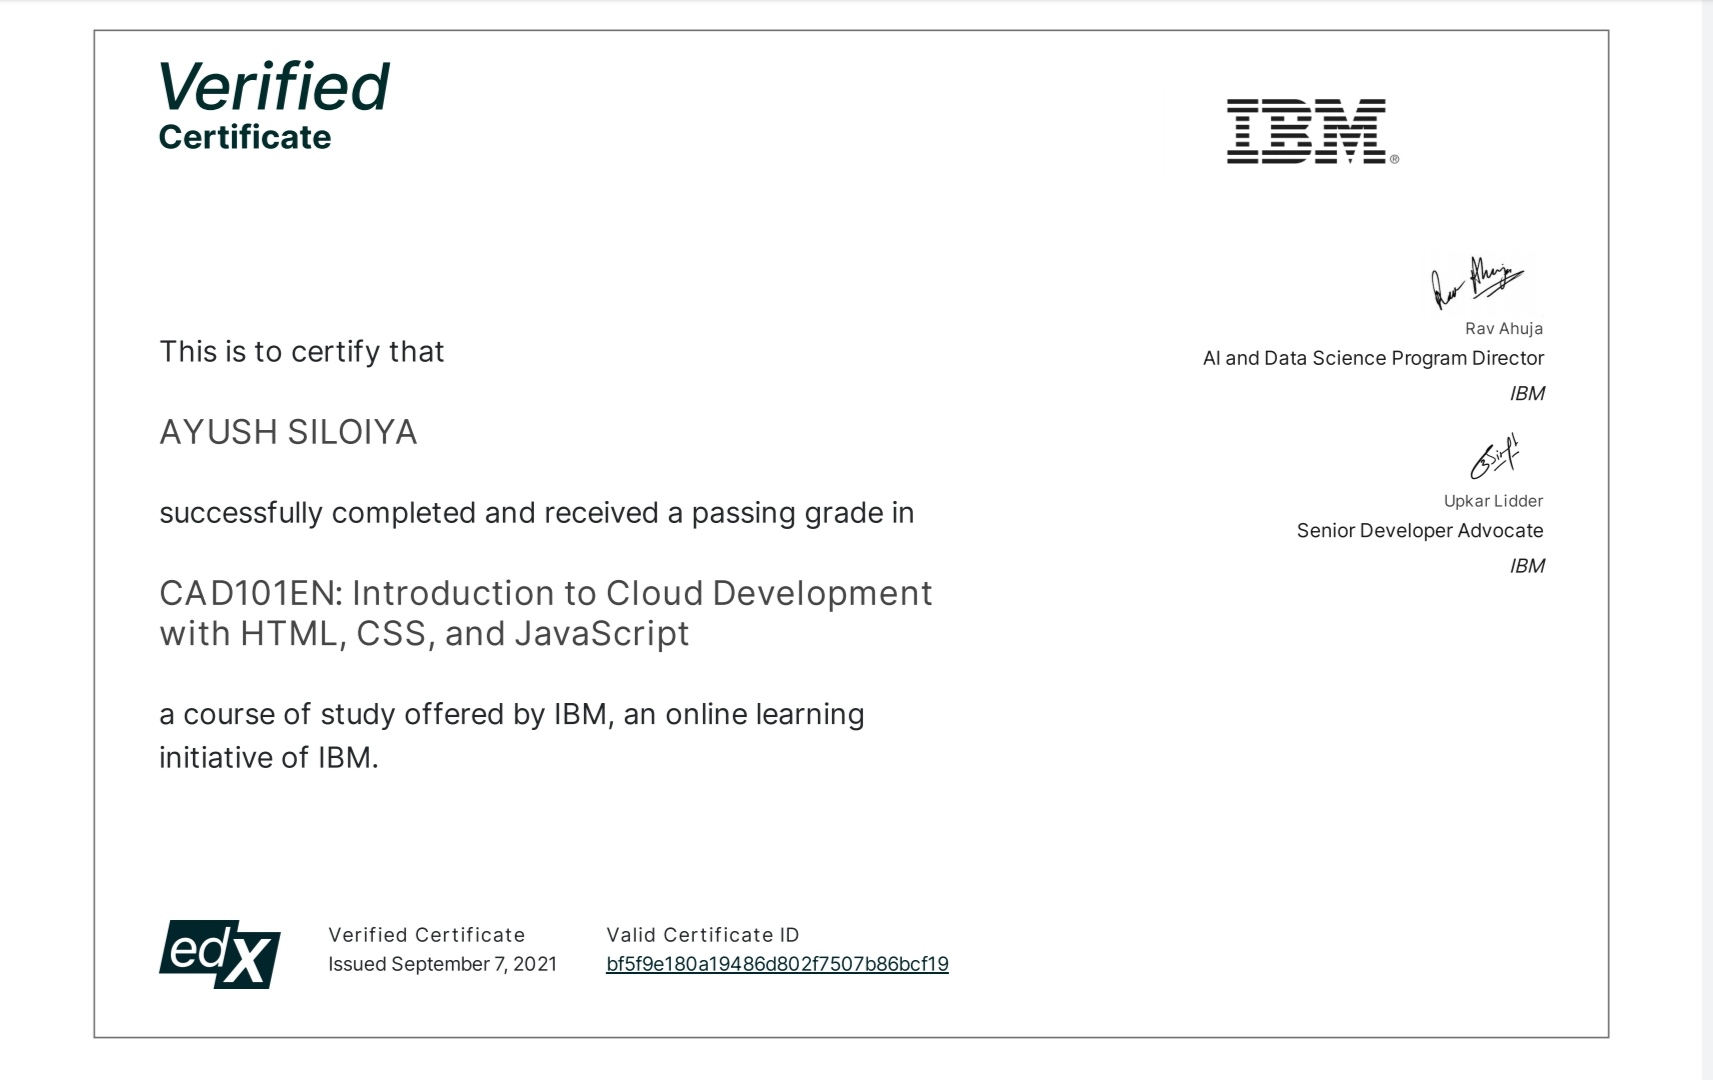 Verified
Certificate
IBM®
This is to certify that
AYUSH SILOIYA
successfully completed and received a passing grade in
CAD101EN: Introduction to Cloud Development
with HTML, CSS, and JavaScript
a course of study offered by IBM, an online learning
initiative of IBM.
Rav Ahuja
Rav Ahuja
AI and Data Science Program Director
IBM
Upkar Lidder
Senior Developer Advocate
IBM
edX
Verified Certificate
Issued September 7, 2021
Valid Certificate ID
bf5f9e180a19486d802f7507b86bcf19